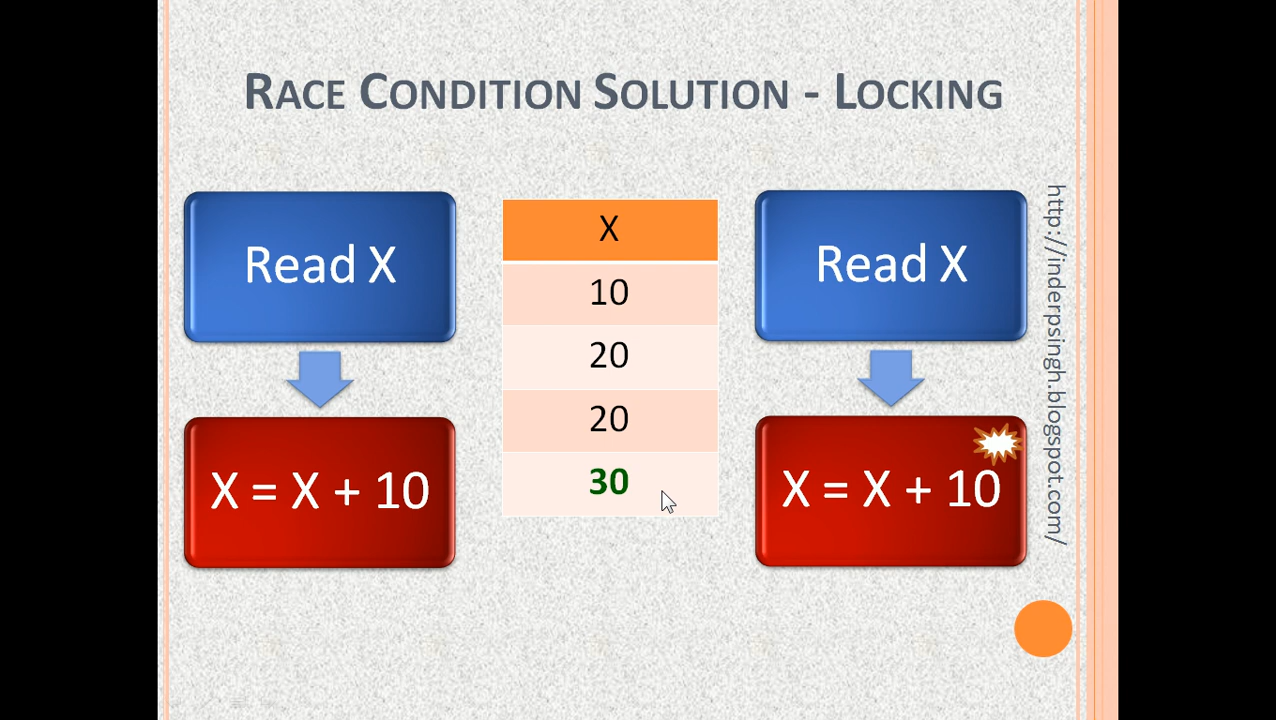 RACE CONDITION SOLUTION - LOCKING
Read X
X = X + 10
X
10
20
20
30
Read X
X = X + 10
http://inderpsingh.blogspot.com/